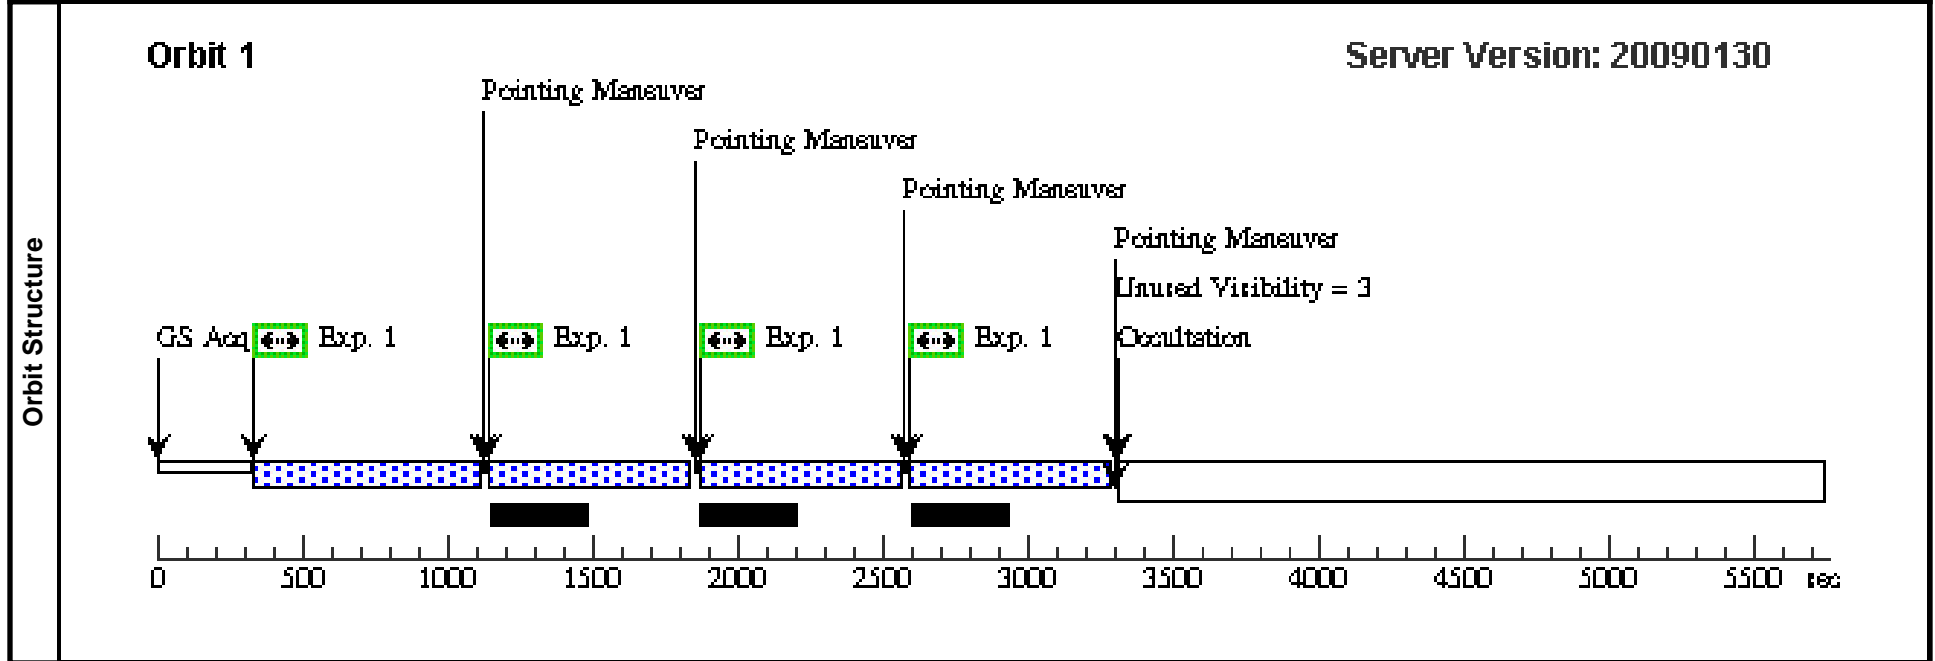 Orbit Structure
Orbit 1
Server Version: 20090130
Pointing Maneuver
Pointing Maneuver
Pointing Maneuver
Pointing Maneuver
Unused Visibility = 3
GS Acq Exp. 1 Exp. 1 Exp. 1 Exp. 1 Occultation
0 500 1000 1500 2000 2500 3000 3500 4000 4500 5000 5500 sec